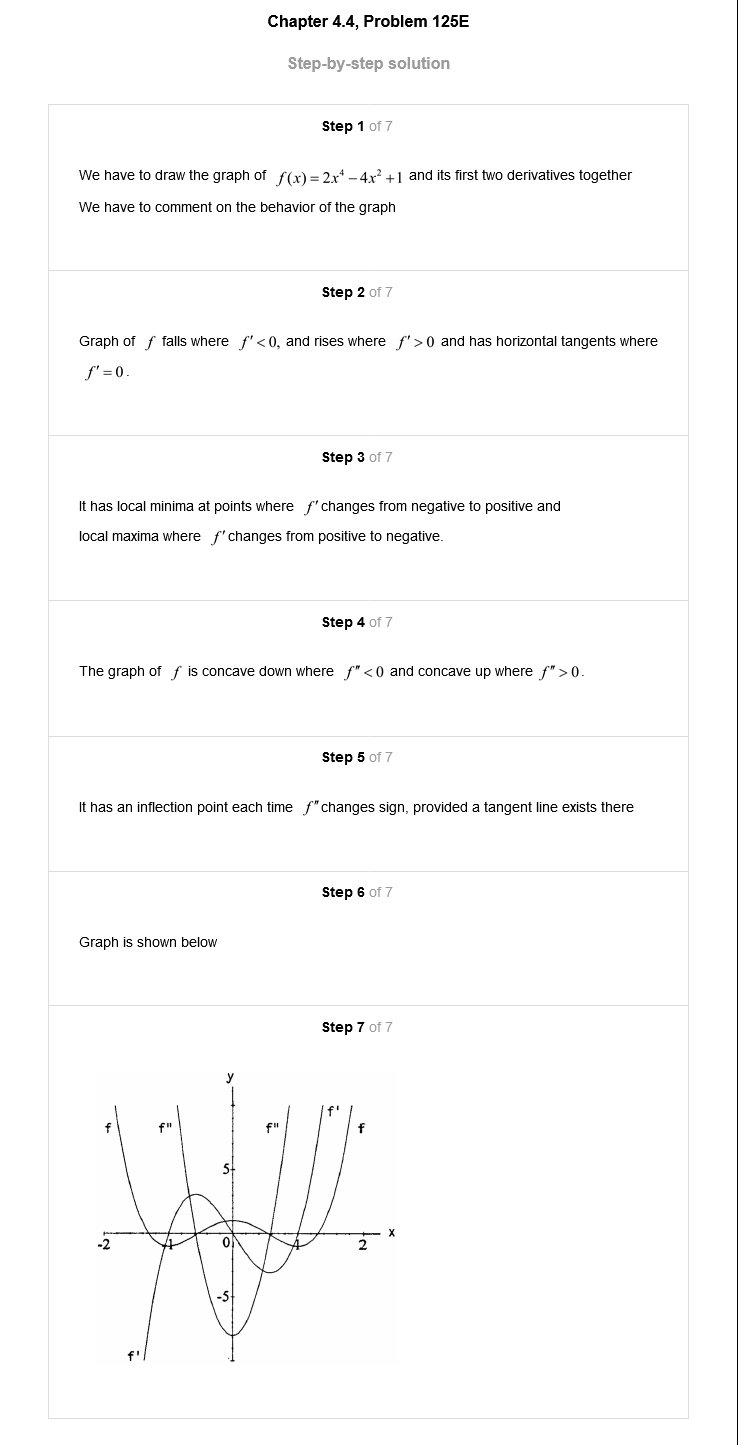 Chapter 4.4, Problem 125E
Step-by-step solution
Step 1 of 7
We have to draw the graph of f(x) = 2x⁴ − 4x² + 1 and its first two derivatives together
We have to comment on the behavior of the graph
Step 2 of 7
Graph of f falls where f′ < 0, and rises where f′ > 0 and has horizontal tangents where
f′ = 0.
Step 3 of 7
It has local minima at points where f′ changes from negative to positive and
local maxima where f′ changes from positive to negative.
Step 4 of 7
The graph of f is concave down where f″ < 0 and concave up where f″ > 0.
Step 5 of 7
It has an inflection point each time f″ changes sign, provided a tangent line exists there
Step 6 of 7
Graph is shown below
Step 7 of 7
y
f'
f f" f" f
5
x
-2 -1 0 1 2
-5
f'